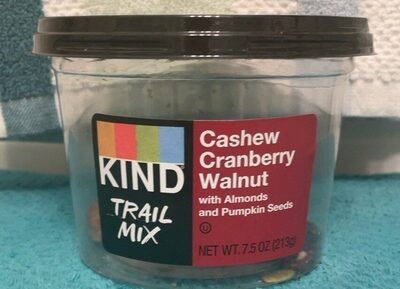 KIND
TRAIL
MIX
Cashew
Cranberry
Walnut
with Almonds
and Pumpkin Seeds
U
NET WT. 7.5 OZ (213g)